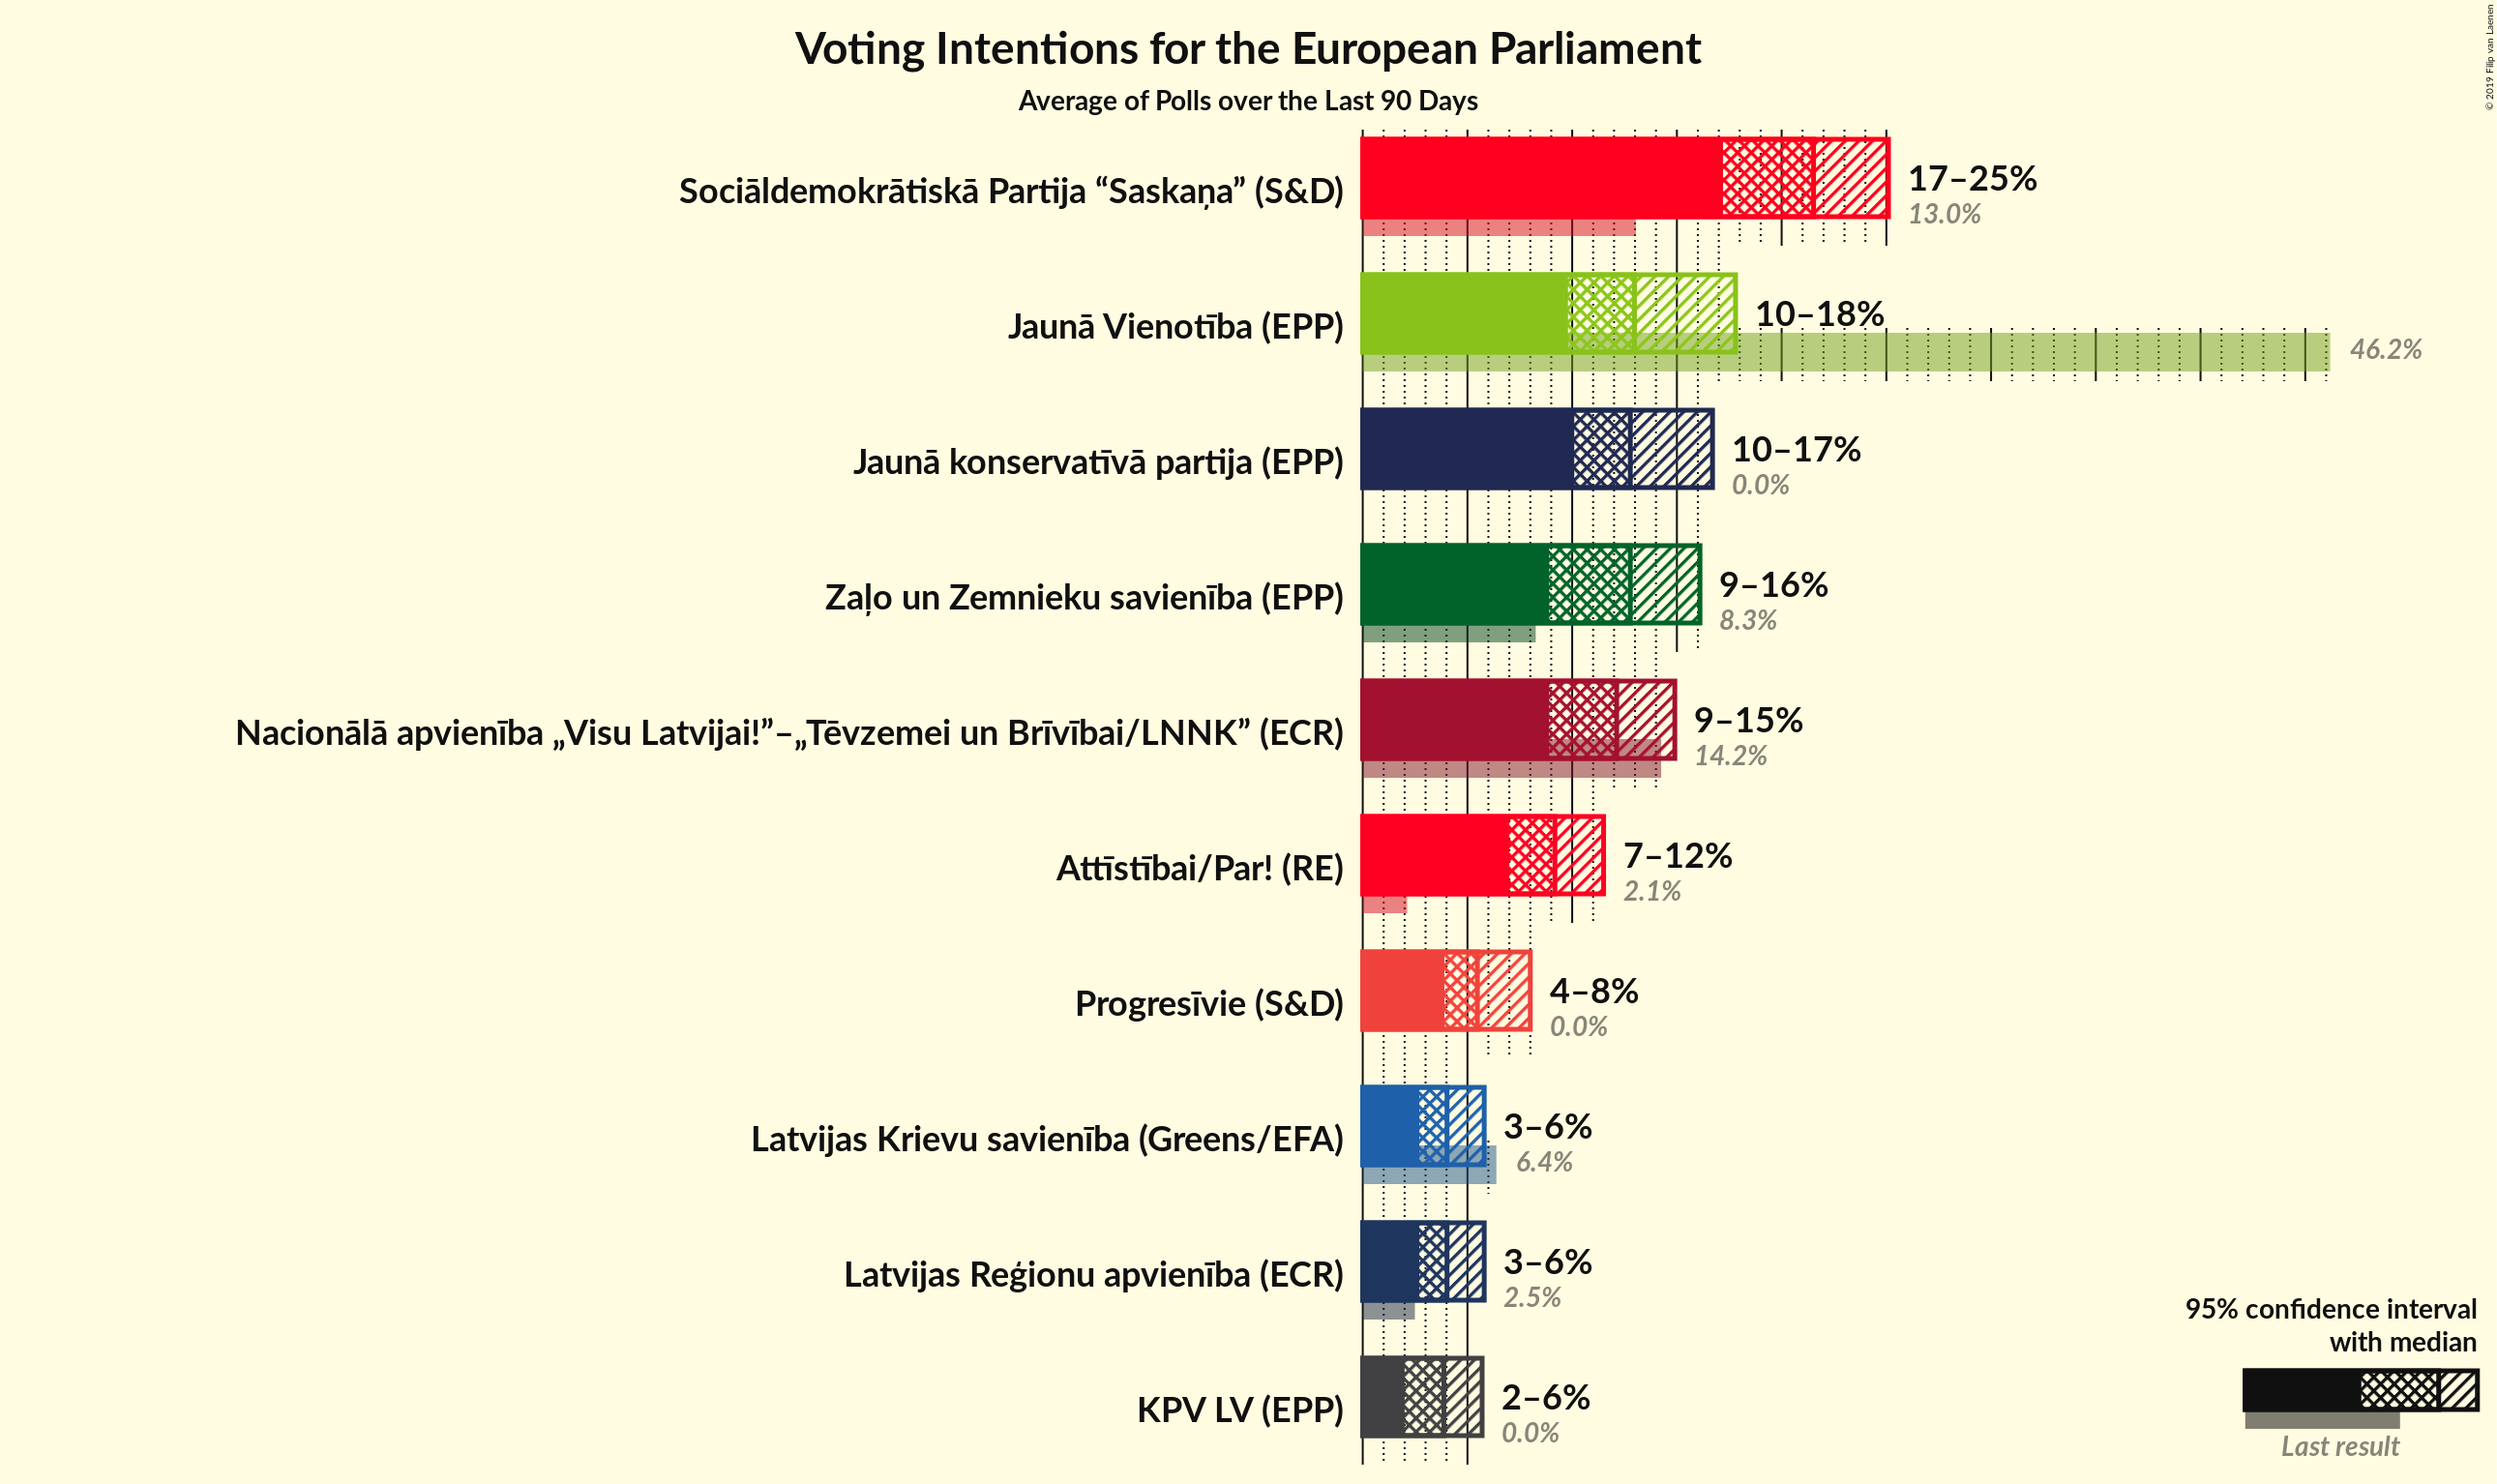 © 2019 Filip van Laenen
Voting Intentions for the European Parliament
Average of Polls over the Last 90 Days
Sociāldemokrātiskā Partija “Saskaņa” (S&D)
17–25%
13.0%
Jaunā Vienotība (EPP)
10–18%
46.2%
Jaunā konservatīvā partija (EPP)
10–17%
0.0%
Zaļo un Zemnieku savienība (EPP)
9–16%
8.3%
Nacionālā apvienība „Visu Latvijai!”–„Tēvzemei un Brīvībai/LNNK” (ECR)
9–15%
14.2%
Attīstībai/Par! (RE)
7–12%
2.1%
Progresīvie (S&D)
4–8%
0.0%
Latvijas Krievu savienība (Greens/EFA)
3–6%
6.4%
Latvijas Reģionu apvienība (ECR)
3–6%
2.5%
KPV LV (EPP)
2–6%
0.0%
95% confidence interval
with median
Last result